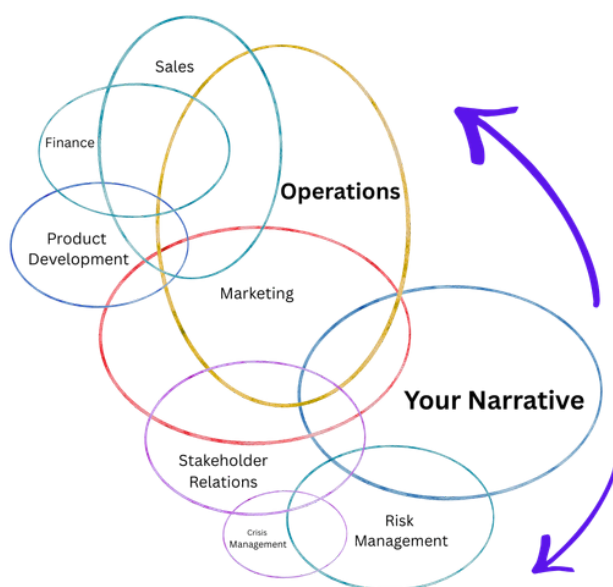 Sales
Finance
Operations
Product
Development
Marketing
Your Narrative
Stakeholder
Relations
Risk
Management
Crisis
Management